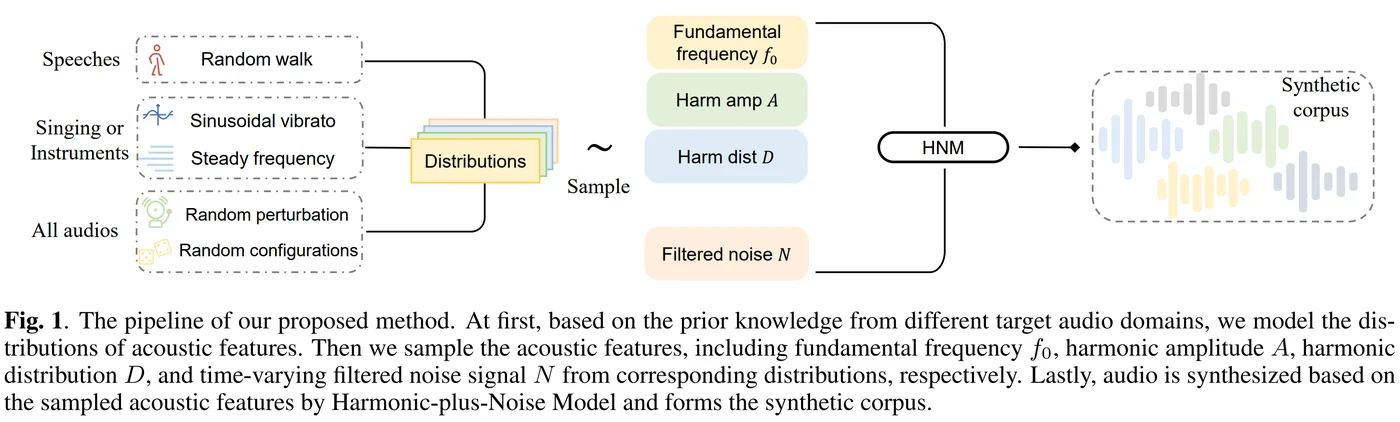 Speeches
Random walk
Singing or
Instruments
Sinusoidal vibrato
Steady frequency
All audios
Random perturbation
Random configurations
Distributions
~
Sample
Fundamental
frequency f₀
Harm amp A
Harm dist D
Filtered noise N
HNM
Synthetic
corpus
Fig. 1. The pipeline of our proposed method. At first, based on the prior knowledge from different target audio domains, we model the dis-
tributions of acoustic features. Then we sample the acoustic features, including fundamental frequency f₀, harmonic amplitude A, harmonic
distribution D, and time-varying filtered noise signal N from corresponding distributions, respectively. Lastly, audio is synthesized based on
the sampled acoustic features by Harmonic-plus-Noise Model and forms the synthetic corpus.